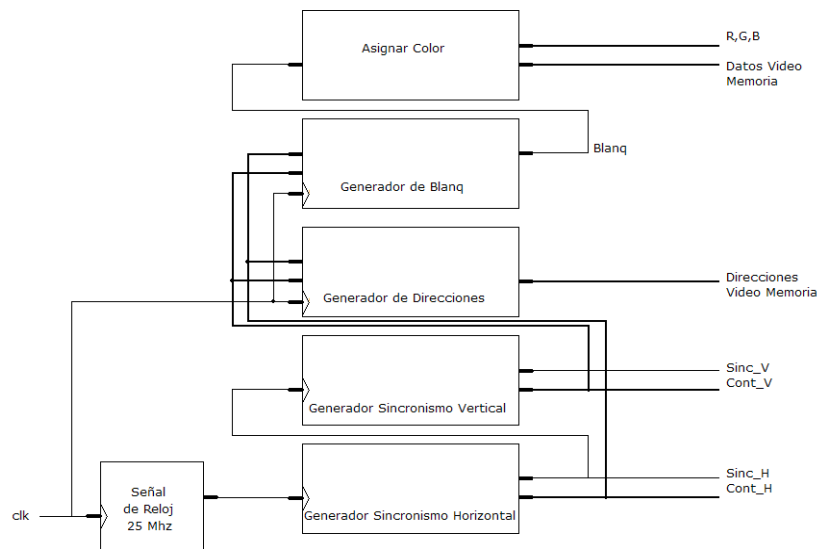 Asignar Color
R,G,B
Datos Video
Memoria
Blanq
Generador de Blanq
Direcciones
Video Memoria
Generador de Direcciones
Sinc_V
Cont_V
Generador Sincronismo Vertical
Sinc_H
Cont_H
Generador Sincronismo Horizontal
Señal
de Reloj
25 Mhz
clk